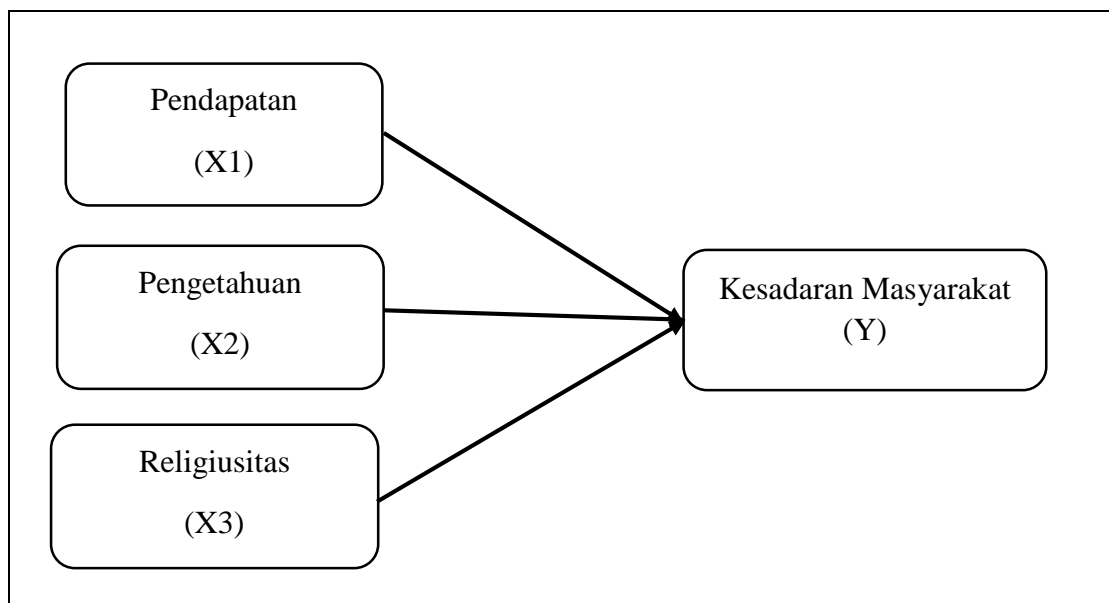 Pendapatan
(X1)
Pengetahuan
(X2)
Religiusitas
(X3)
Kesadaran Masyarakat
(Y)